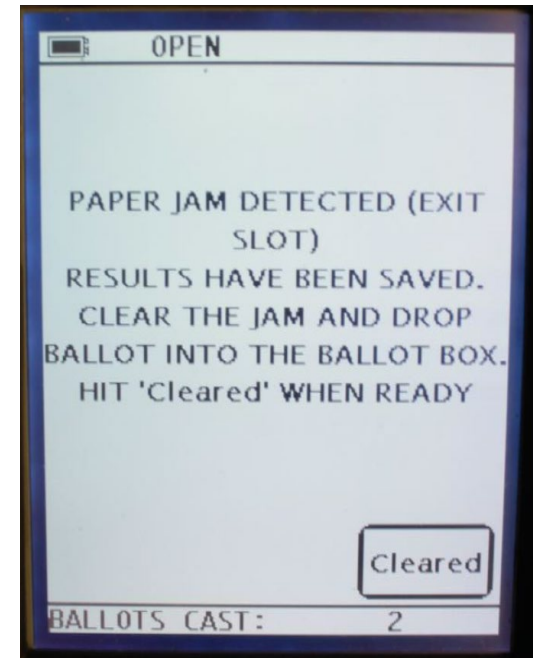 OPEN
PAPER JAM DETECTED (EXIT
SLOT)
RESULTS HAVE BEEN SAVED.
CLEAR THE JAM AND DROP
BALLOT INTO THE BALLOT BOX.
HIT 'Cleared' WHEN READY
Cleared
BALLOTS CAST: 2